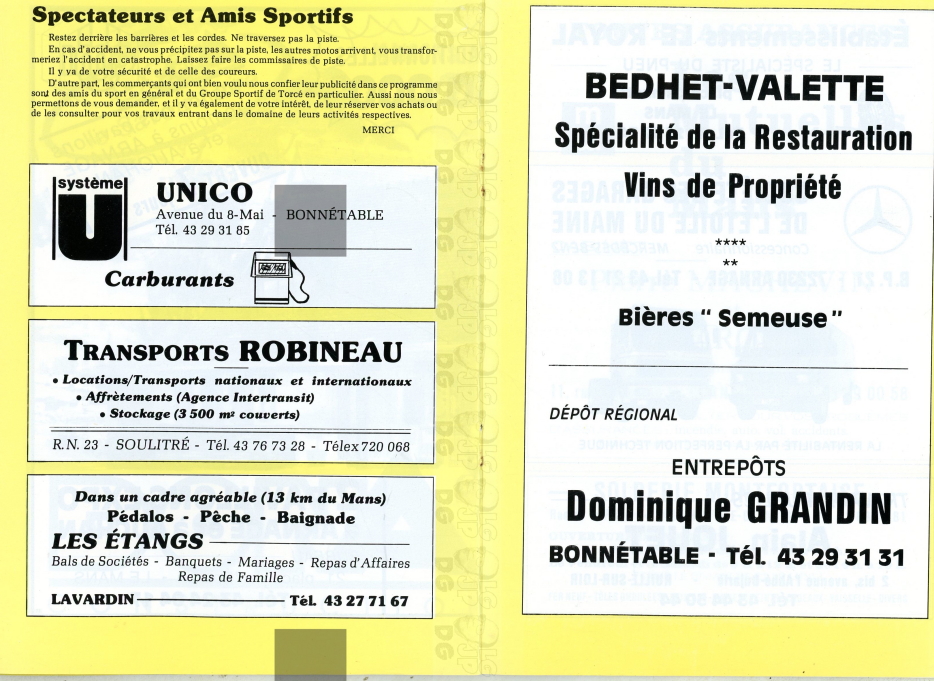 Spectateurs et Amis Sportifs
Restez derrière les barrières et les cordes. Ne traversez pas la piste.
En cas d'accident, ne vous précipitez pas sur la piste, les autres motos arrivent, vous transfor-
meriez l'accident en catastrophe. Laissez faire les commissaires de piste.
Il y va de votre sécurité et de celle des coureurs.
D'autre part, les commerçants qui ont bien voulu nous confier leur publicité dans ce programme
sont des amis du sport en général et du Groupe Sportif de Torcé en particulier. Aussi nous nous
permettons de vous demander, et il y va également de votre intérêt, de leur réserver vos achats ou
de les consulter pour vos travaux entrant dans le domaine de leurs activités respectives.
MERCI
système
U
UNICO
Avenue du 8-Mai - BONNÉTABLE
Tél. 43 29 31 85
Carburants
TRANSPORTS ROBINEAU
• Locations/Transports nationaux et internationaux
• Affrètements (Agence Intertransit)
• Stockage (3 500 m² couverts)
R.N. 23 - SOULITRÉ - Tél. 43 76 73 28 - Télex 720 068
Dans un cadre agréable (13 km du Mans)
Pédalos - Pêche - Baignade
LES ÉTANGS
Bals de Sociétés - Banquets - Mariages - Repas d'Affaires
Repas de Famille
LAVARDIN Tél. 43 27 71 67
BEDHET-VALETTE
Spécialité de la Restauration
Vins de Propriété
****
**
Bières "Semeuse"
DÉPÔT RÉGIONAL
ENTREPÔTS
Dominique GRANDIN
BONNÉTABLE - Tél. 43 29 31 31